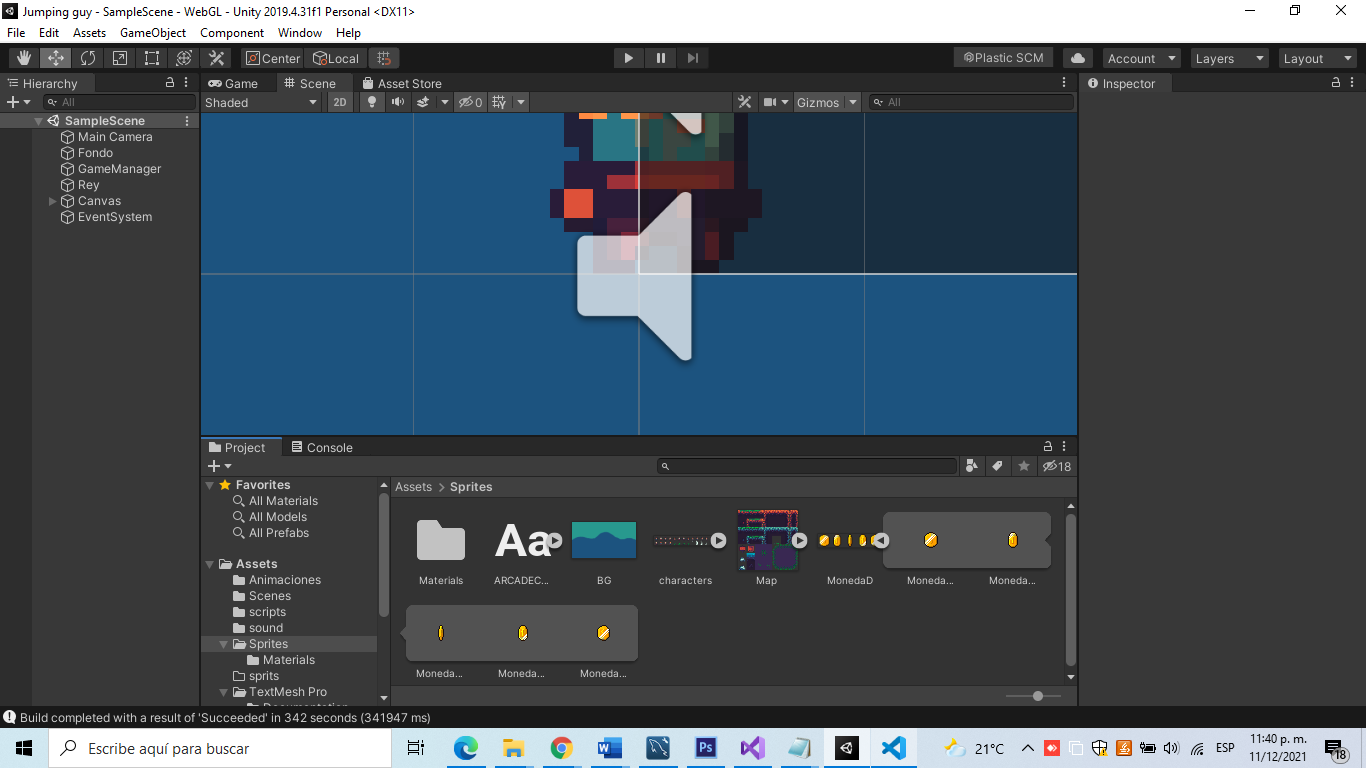 Jumping guy - SampleScene - WebGL - Unity 2019.4.31f1 Personal <DX11>
File Edit Assets GameObject Component Window Help
Center Local Plastic SCM Account Layers Layout
Hierarchy Game Scene Asset Store Inspector
All Shaded 2D 0 Gizmos All
SampleScene
Main Camera
Fondo
GameManager
Rey
Canvas
EventSystem
Project Console
18
Favorites
All Materials
All Models
All Prefabs
Assets
Animaciones
Scenes
scripts
sound
Sprites
Materials
sprits
TextMesh Pro
Documentation
Assets > Sprites
Aa
Materials ARCADEC... BG characters Map MonedaD Moneda... Moneda...
Moneda... Moneda... Moneda...
Build completed with a result of 'Succeeded' in 342 seconds (341947 ms)
Escribe aquí para buscar
21°C ESP 11:40 p. m.
11/12/2021
18